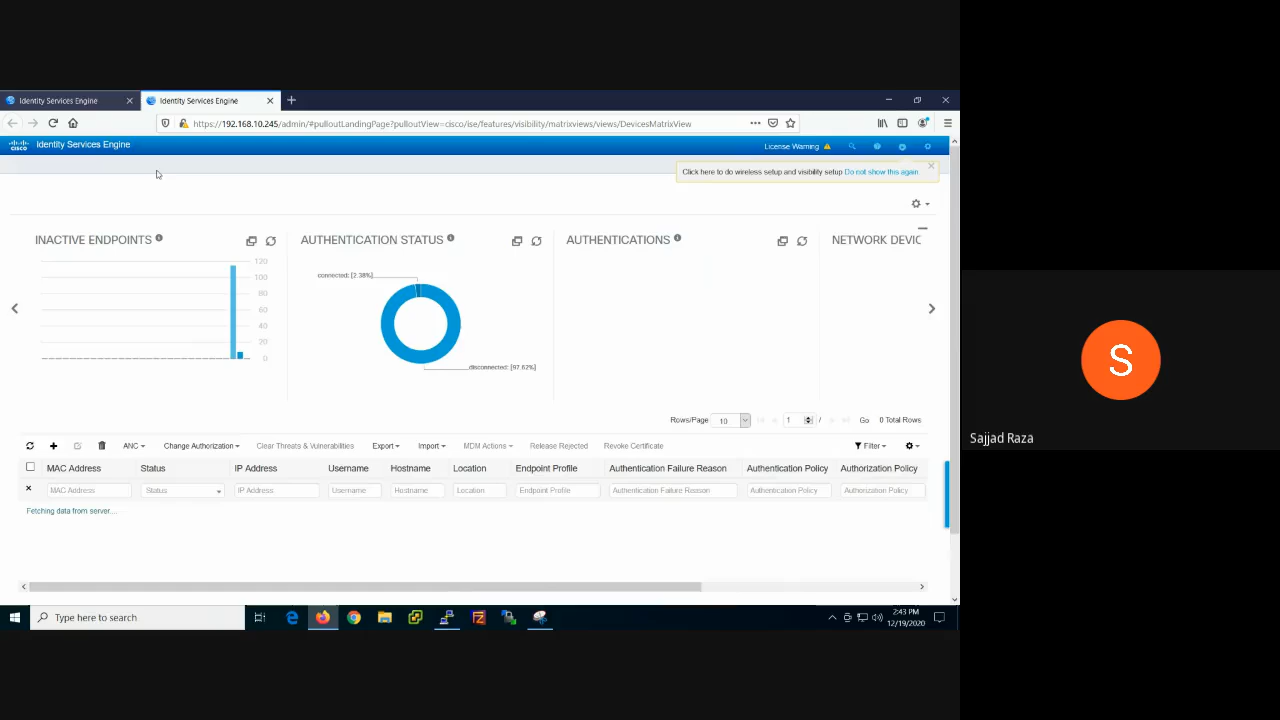 Identity Services Engine
Identity Services Engine
https://192.168.10.245/admin/#pulloutLandingPage?pulloutView=cisco/ise/features/visibility/matrixviews/views/DevicesMatrixView
cisco
Identity Services Engine
License Warning
Click here to do wireless setup and visibility setup Do not show this again
INACTIVE ENDPOINTS
AUTHENTICATION STATUS
AUTHENTICATIONS
NETWORK DEVIC
120
100
80
60
40
20
0
connected: [2.38%]
disconnected: [97.62%]
Rows/Page 10 1 / Go 0 Total Rows
ANC Change Authorization Clear Threats & Vulnerabilities Export Import MDM Actions Release Rejected Revoke Certificate Filter
MAC Address Status IP Address Username Hostname Location Endpoint Profile Authentication Failure Reason Authentication Policy Authorization Policy
MAC Address Status IP Address Username Hostname Location Endpoint Profile Authentication Failure Reason Authentication Policy Authorization Policy
Fetching data from server....
Type here to search
2:43 PM
12/19/2020
S
Sajjad Raza